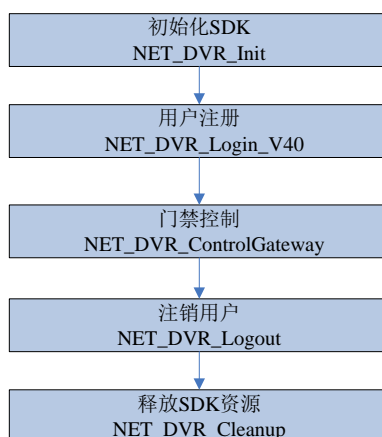 初始化SDK
NET_DVR_Init
用户注册
NET_DVR_Login_V40
门禁控制
NET_DVR_ControlGateway
注销用户
NET_DVR_Logout
释放SDK资源
NET_DVR_Cleanup